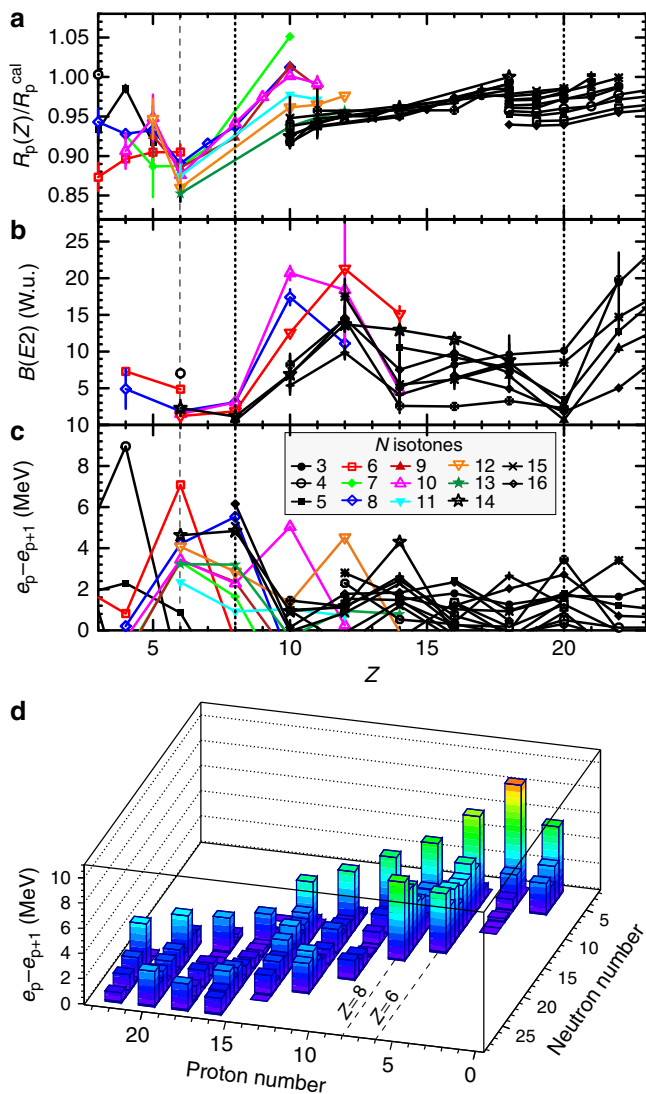 a
R_p(Z)/R_p^cal
1.05
1.00
0.95
0.90
0.85
b
B(E2) (W.u.)
25
20
15
10
5
10
c
e_p−e_{p+1} (MeV)
8
6
4
2
0
N isotones
3 6 9 12 15
4 7 10 13 16
5 8 11 14
5 10 15 20
Z
d
e_p−e_{p+1} (MeV)
10
8
6
4
2
0
20 15 10 5 0
Proton number
Z=8
Z=6
5
10
15
20
25
Neutron number